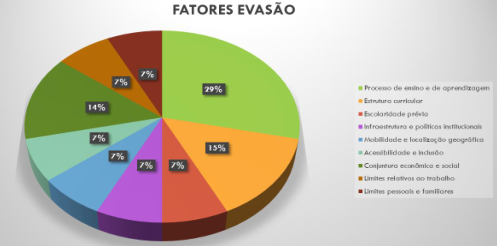 FATORES EVASÃO
7%
7%
29%
14%
7%
7%
7%
7%
15%
Processo de ensino e de aprendizagem
Estrutura curricular
Escolaridade prévia
Infraestrutura e políticas institucionais
Mobilidade e localização geográfica
Acessibilidade e inclusão
Conjuntura econômica e social
Limites relativos ao trabalho
Limites pessoais e familiares